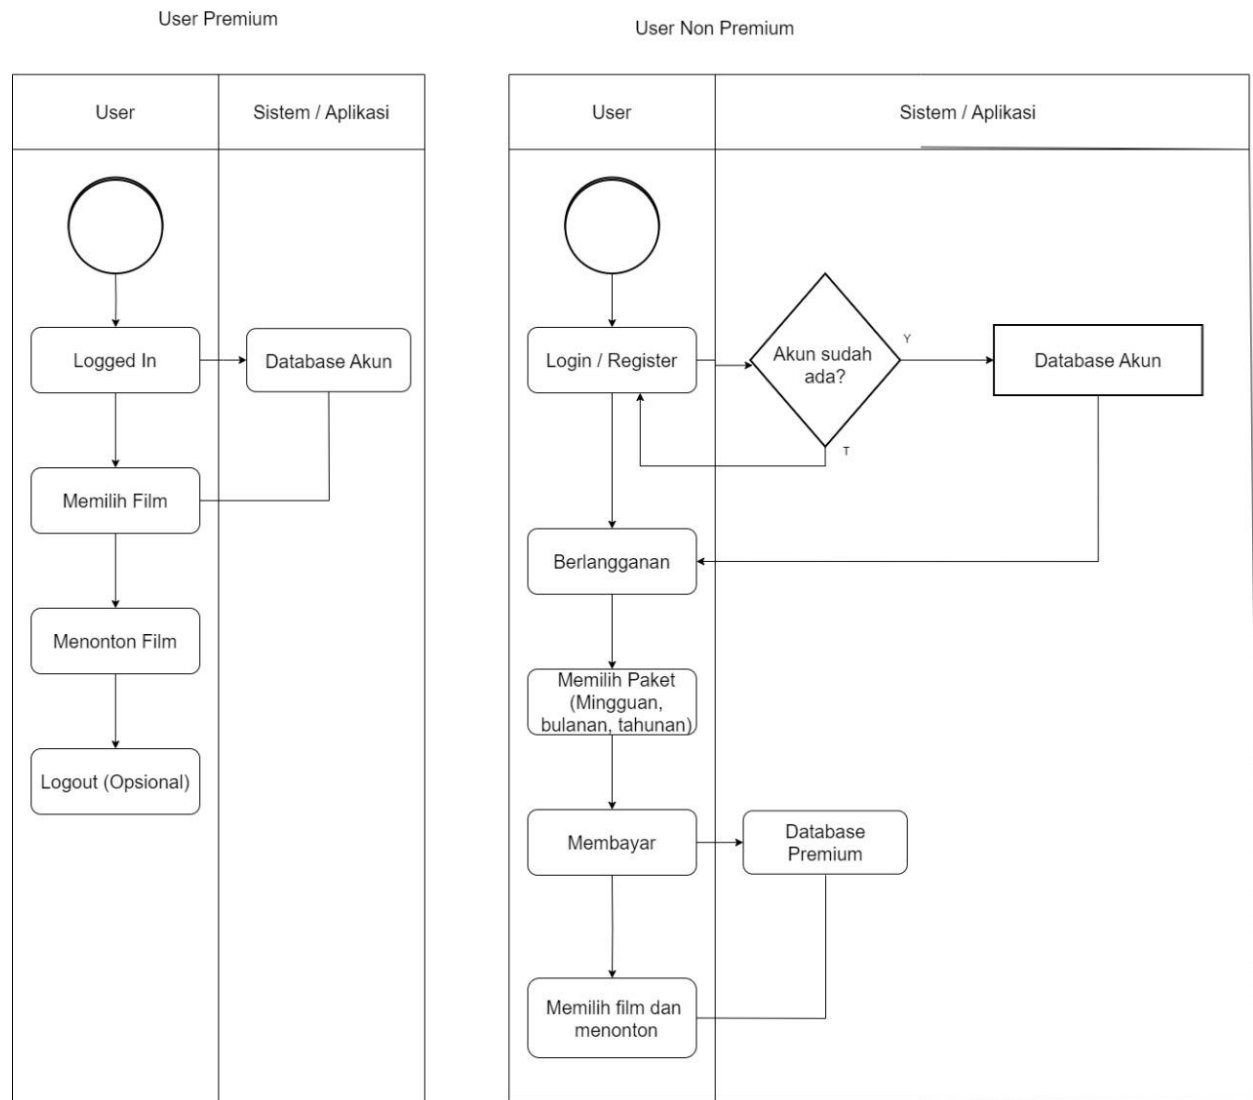 User Premium
User Non Premium
User
Sistem / Aplikasi
Logged In
Database Akun
Memilih Film
Menonton Film
Logout (Opsional)
User
Sistem / Aplikasi
Login / Register
Akun sudah
ada?
Y
T
Database Akun
Berlangganan
Memilih Paket
(Mingguan,
bulanan, tahunan)
Membayar
Database
Premium
Memilih film dan
menonton